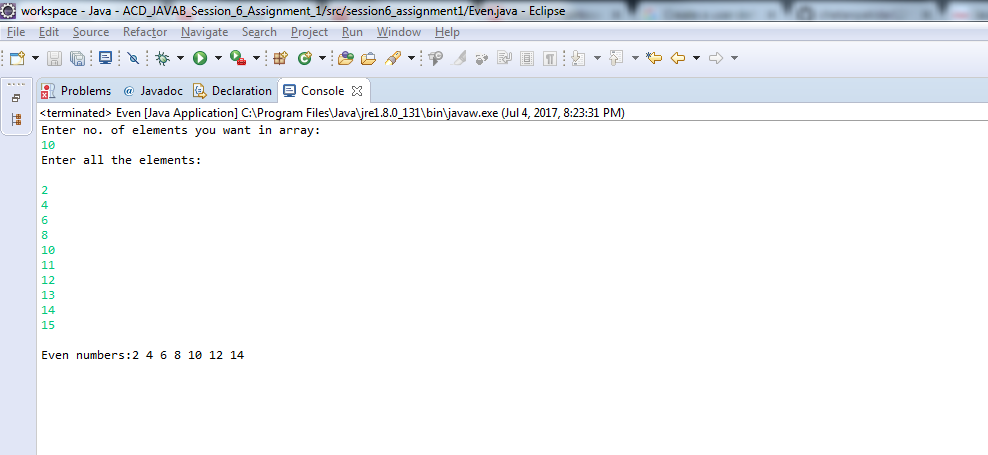 workspace - Java - ACD_JAVAB_Session_6_Assignment_1/src/session6_assignment1/Even.java - Eclipse
File Edit Source Refactor Navigate Search Project Run Window Help
Problems @ Javadoc Declaration Console
<terminated> Even [Java Application] C:\Program Files\Java\jre1.8.0_131\bin\javaw.exe (Jul 4, 2017, 8:23:31 PM)
Enter no. of elements you want in array:
10
Enter all the elements:
2
4
6
8
10
11
12
13
14
15
Even numbers:2 4 6 8 10 12 14